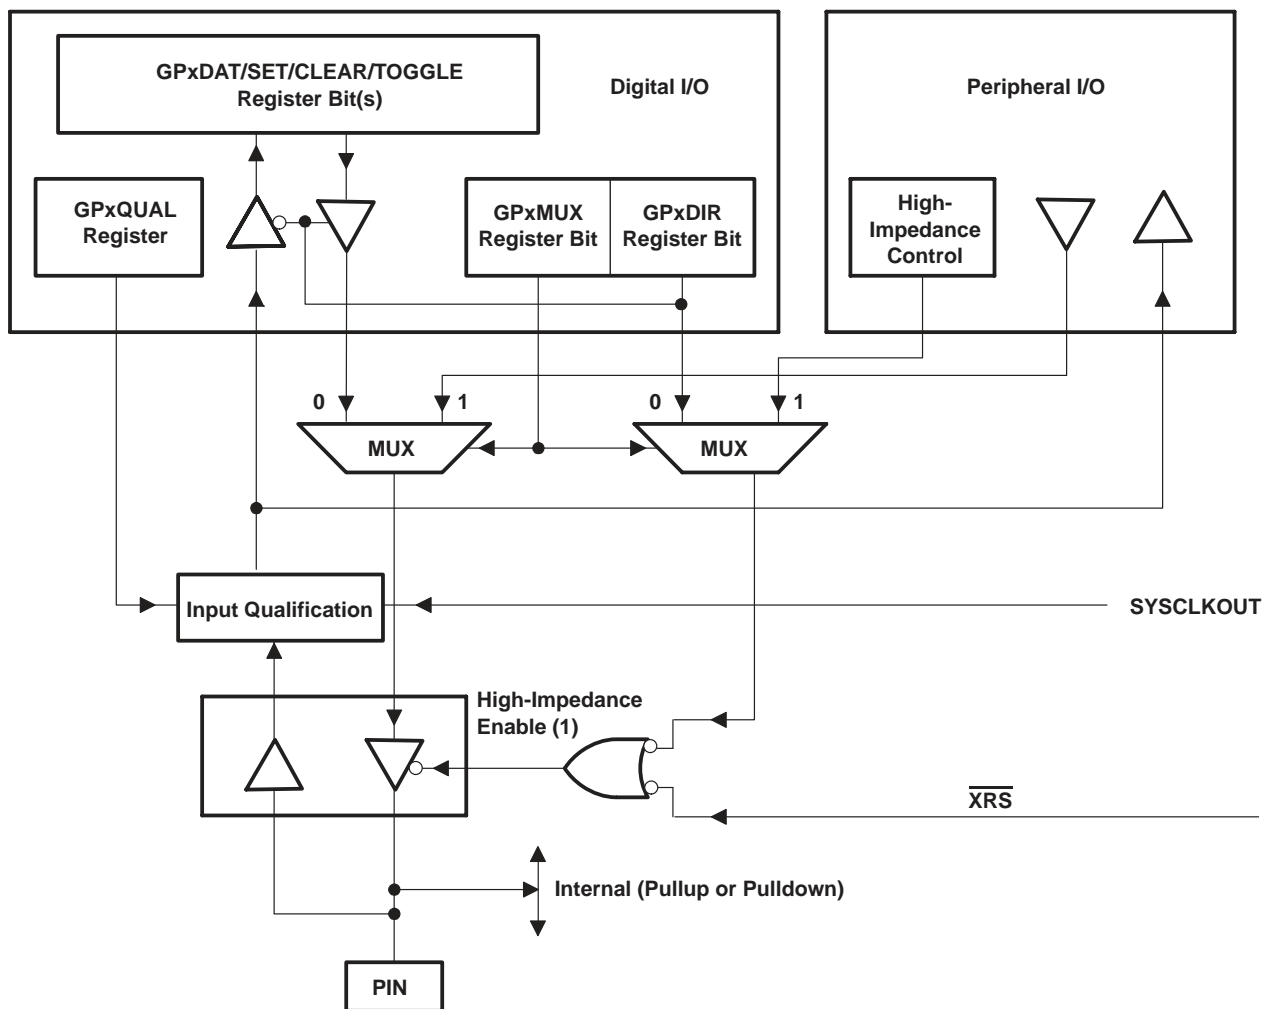 GPxDAT/SET/CLEAR/TOGGLE
Register Bit(s)
Digital I/O
Peripheral I/O
GPxQUAL
Register
GPxMUX
Register Bit
GPxDIR
Register Bit
High-
Impedance
Control
0
1
0
1
MUX
MUX
Input Qualification
SYSCLKOUT
High-Impedance
Enable (1)
XRS
Internal (Pullup or Pulldown)
PIN